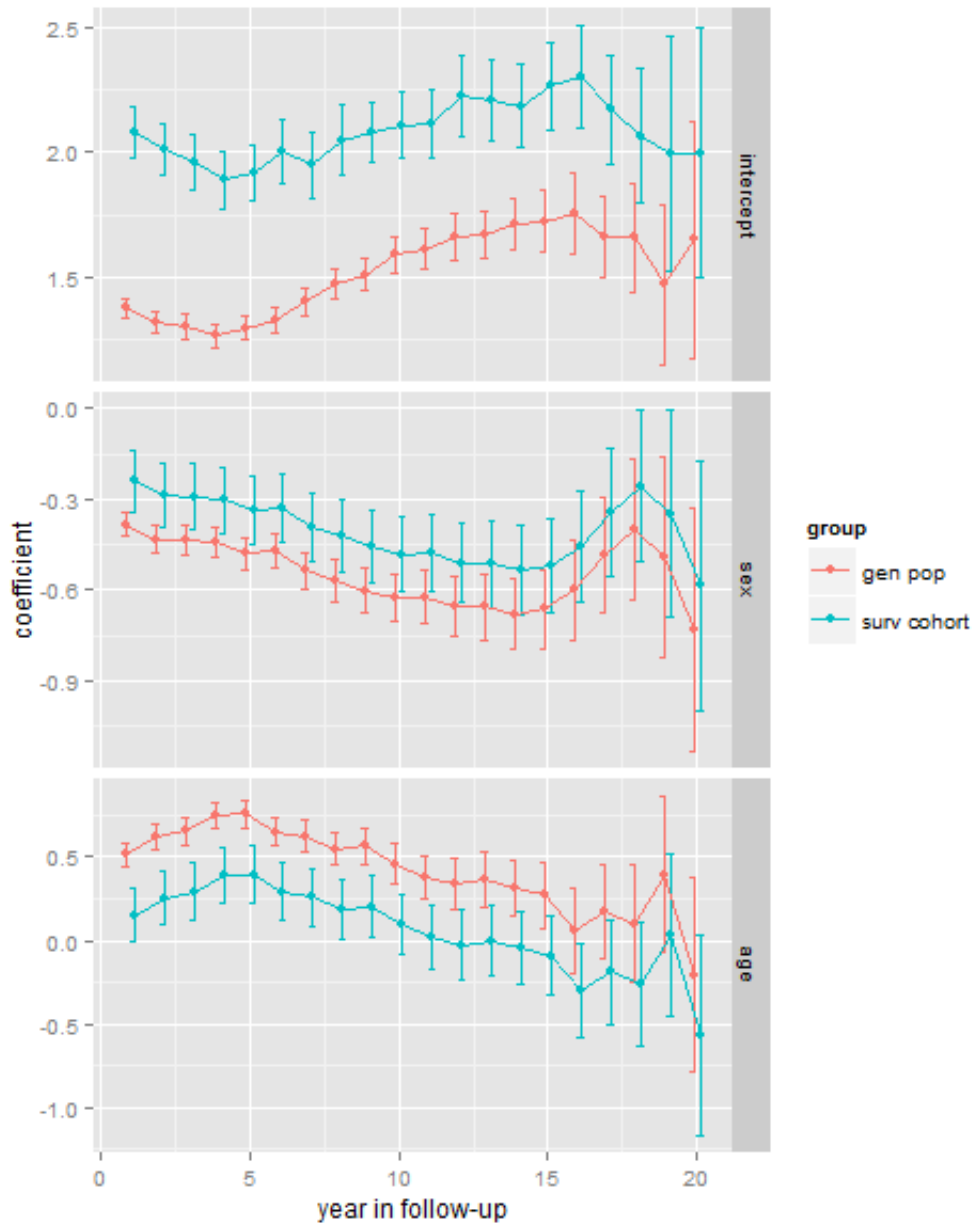 2.5
2.0
1.5
intercept
0.0
-0.3
-0.6
-0.9
sex
coefficient
0.5
0.0
-0.5
-1.0
age
0 5 10 15 20
year in follow-up
group
gen pop
surv cohort